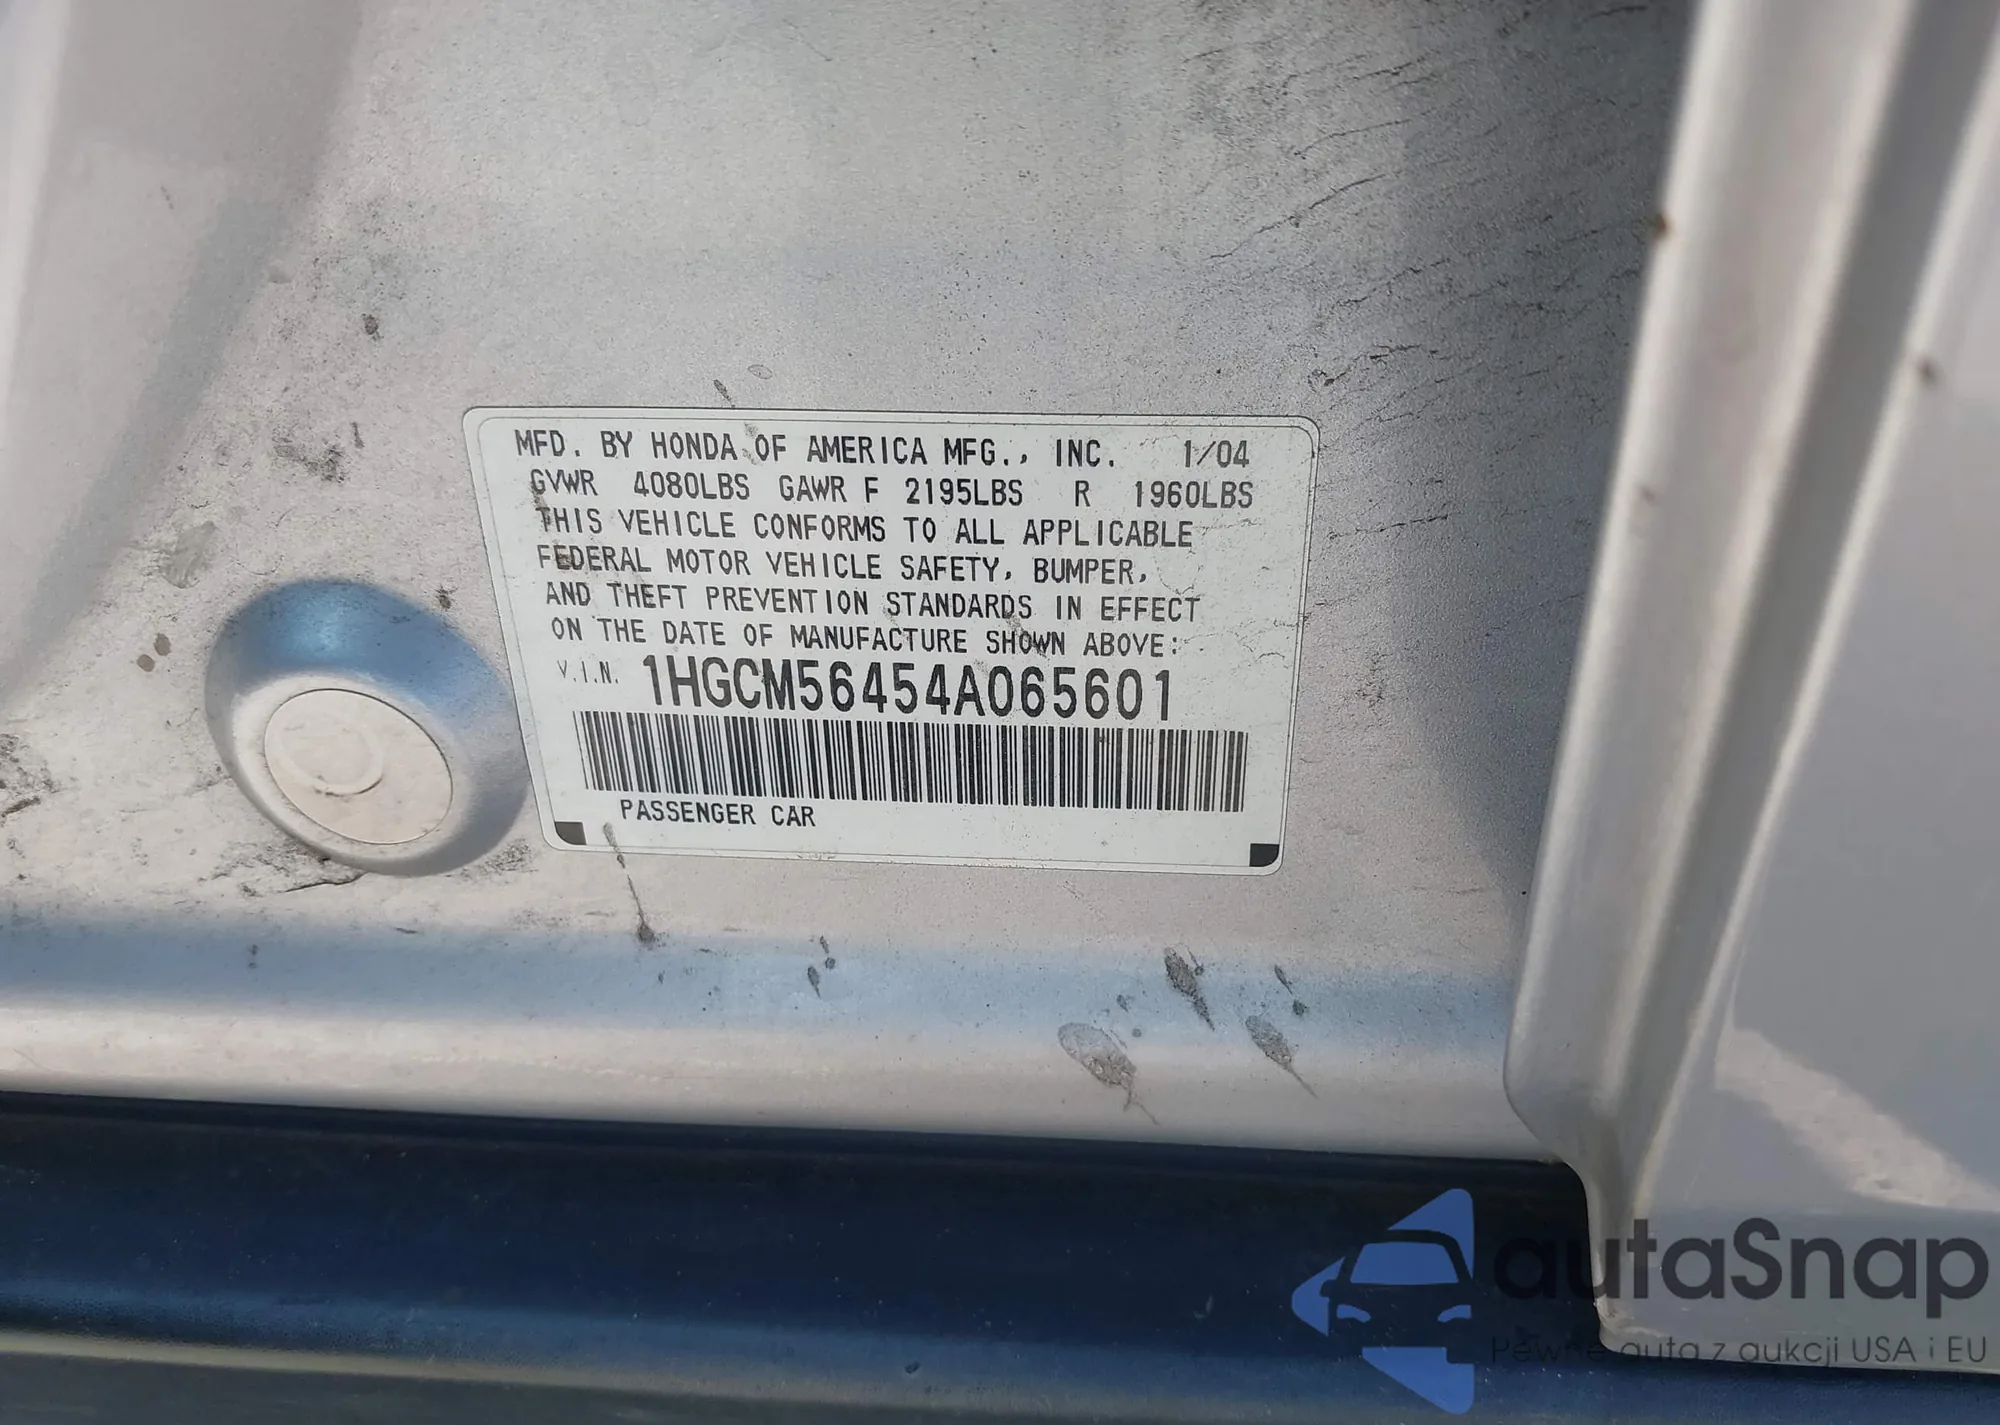 MFD. BY HONDA OF AMERICA MFG., INC. 1/04
GVWR 4080LBS GAWR F 2195LBS R 1960LBS
THIS VEHICLE CONFORMS TO ALL APPLICABLE
FEDERAL MOTOR VEHICLE SAFETY, BUMPER,
AND THEFT PREVENTION STANDARDS IN EFFECT
ON THE DATE OF MANUFACTURE SHOWN ABOVE:
V.I.N. 1HGCM56454A065601
PASSENGER CAR
autaSnap
Pewne auta z aukcji USA i EU